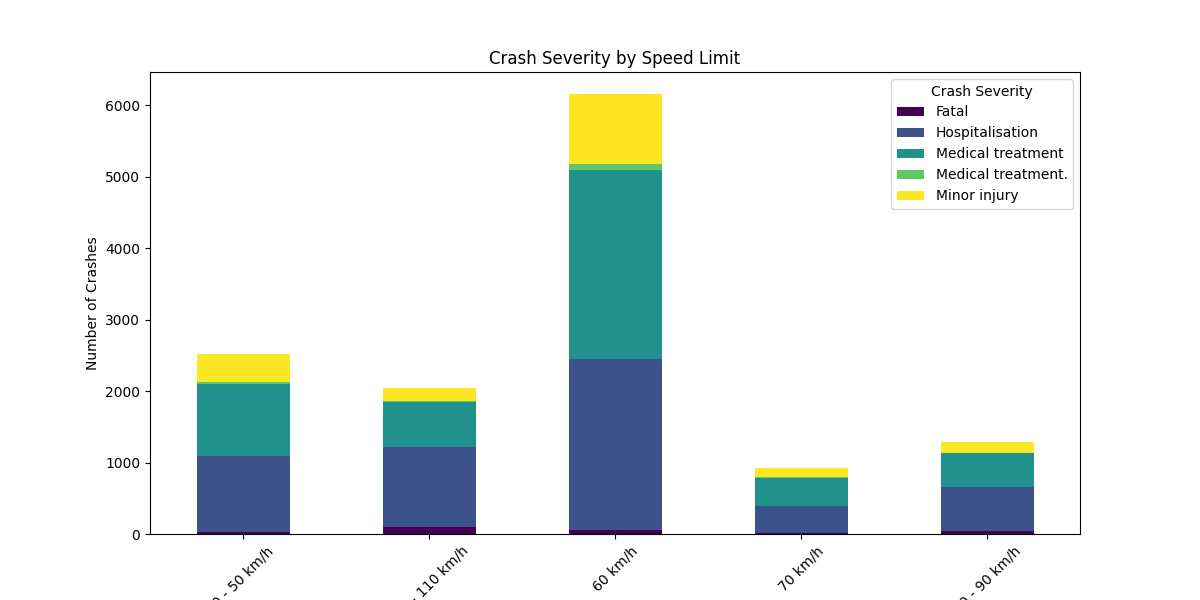 Crash Severity by Speed Limit
Crash Severity
Fatal
Hospitalisation
Medical treatment
Medical treatment.
Minor injury
Number of Crashes
6000
5000
4000
3000
2000
1000
0
- 50 km/h
110 km/h
60 km/h
70 km/h
- 90 km/h